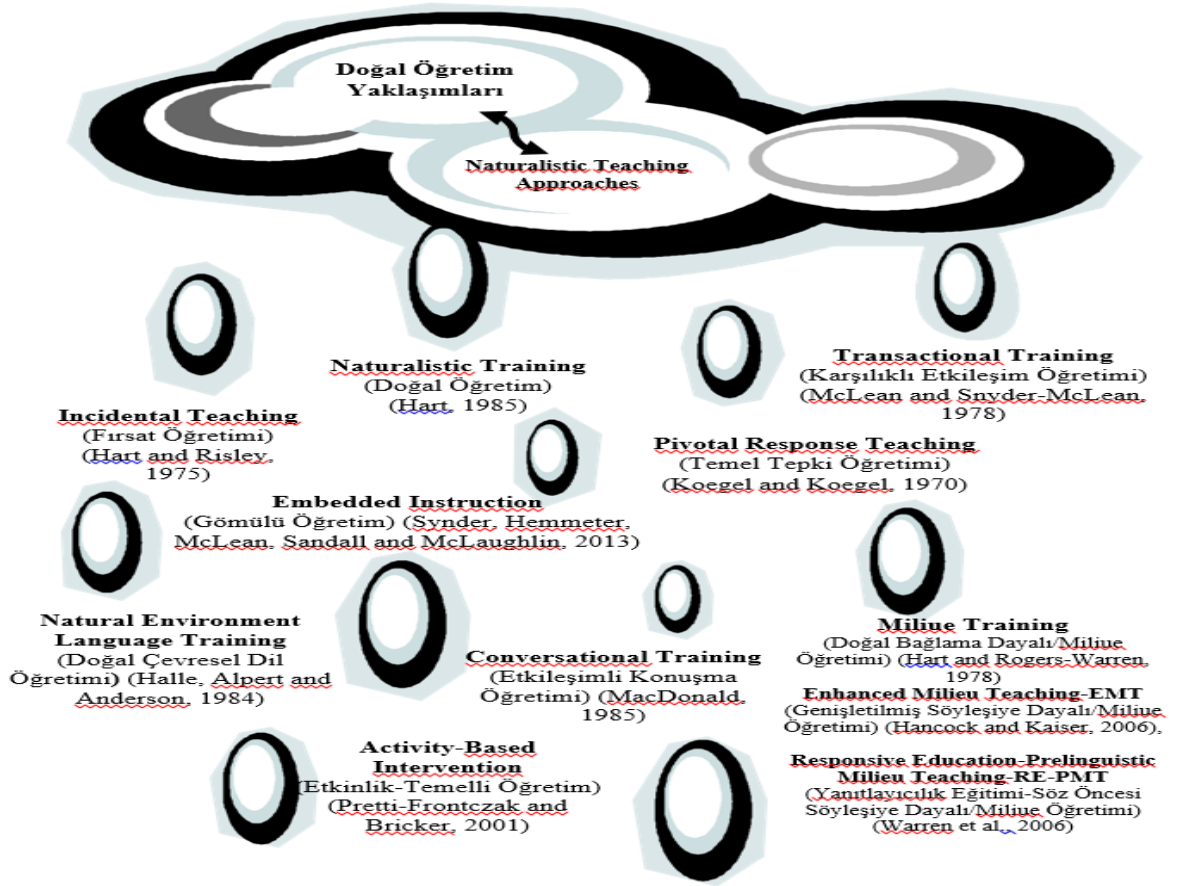 Doğal Öğretim
Yaklaşımları
Naturalistic Teaching
Approaches
Naturalistic Training
(Doğal Öğretim)
(Hart, 1985)
Transactional Training
(Karşılıklı Etkileşim Öğretimi)
(McLean and Snyder-McLean,
1978)
Incidental Teaching
(Fırsat Öğretimi)
(Hart and Risley,
1975)
Pivotal Response Teaching
(Temel Tepki Öğretimi)
(Koegel and Koegel, 1970)
Embedded Instruction
(Gömülü Öğretim) (Synder, Hemmeter,
McLean, Sandall and McLaughlin, 2013)
Natural Environment
Language Training
(Doğal Çevresel Dil
Öğretimi) (Halle, Alpert and
Anderson, 1984)
Conversational Training
(Etkileşimli Konuşma
Öğretimi) (MacDonald,
1985)
Miliue Training
(Doğal Bağlama Dayalı/Miliue
Öğretimi) (Hart and Rogers-Warren,
1978)
Enhanced Milieu Teaching-EMT
(Genişletilmiş Söyleşiye Dayalı/Miliue
Öğretimi) (Hancock and Kaiser, 2006),
Activity-Based
Intervention
(Etkinlik-Temelli Öğretim)
(Pretti-Frontczak and
Bricker, 2001)
Responsive Education-Prelinguistic
Milieu Teaching-RE-PMT
(Yanıtlayıcılık Eğitimi-Söz Öncesi
Söyleşiye Dayalı/Miliue Öğretimi)
(Warren et al., 2006)